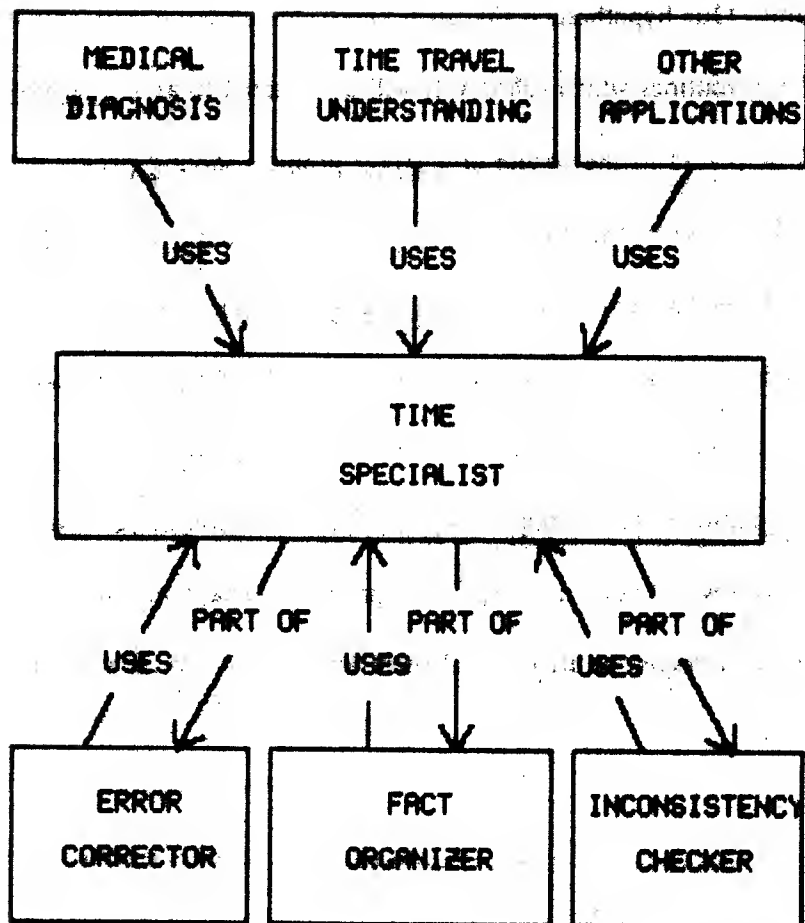 MEDICAL
DIAGNOSIS
TIME TRAVEL
UNDERSTANDING
OTHER
APPLICATIONS
USES
USES
USES
TIME
SPECIALIST
PART OF
PART OF
PART OF
USES
USES
USES
ERROR
CORRECTOR
FACT
ORGANIZER
INCONSISTENCY
CHECKER